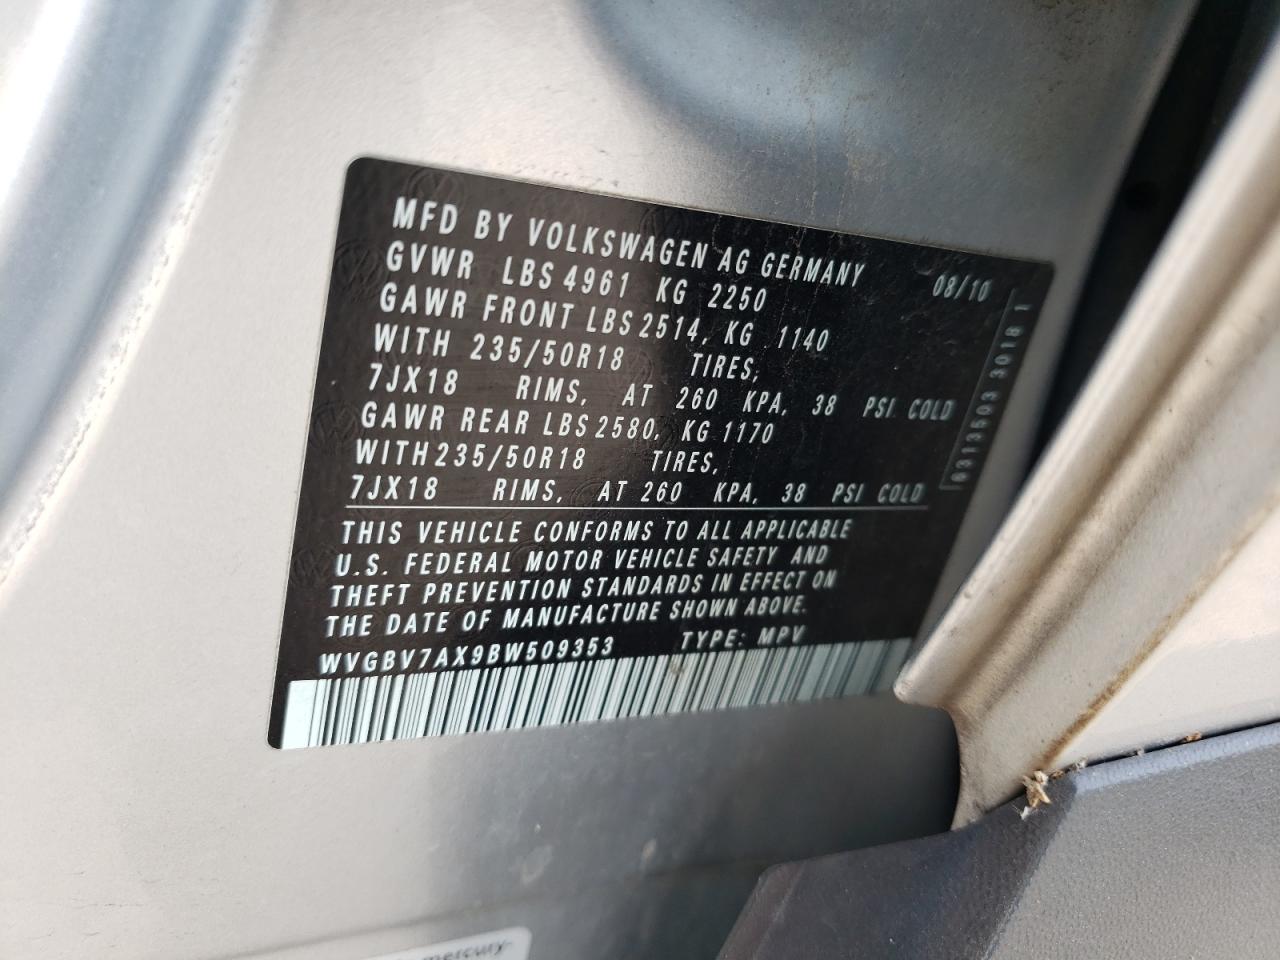 MFD BY VOLKSWAGEN AG GERMANY 08/10
GVWR LBS 4961 KG 2250
GAWR FRONT LBS 2514, KG 1140
WITH 235/50R18 TIRES,
7JX18 RIMS, AT 260 KPA, 38 PSI COLD
GAWR REAR LBS 2580, KG 1170
WITH 235/50R18 TIRES,
7JX18 RIMS, AT 260 KPA, 38 PSI COLD
THIS VEHICLE CONFORMS TO ALL APPLICABLE
U.S. FEDERAL MOTOR VEHICLE SAFETY AND
THEFT PREVENTION STANDARDS IN EFFECT ON
THE DATE OF MANUFACTURE SHOWN ABOVE.
WVGBV7AX9BW509353 TYPE: MPV
mercury-